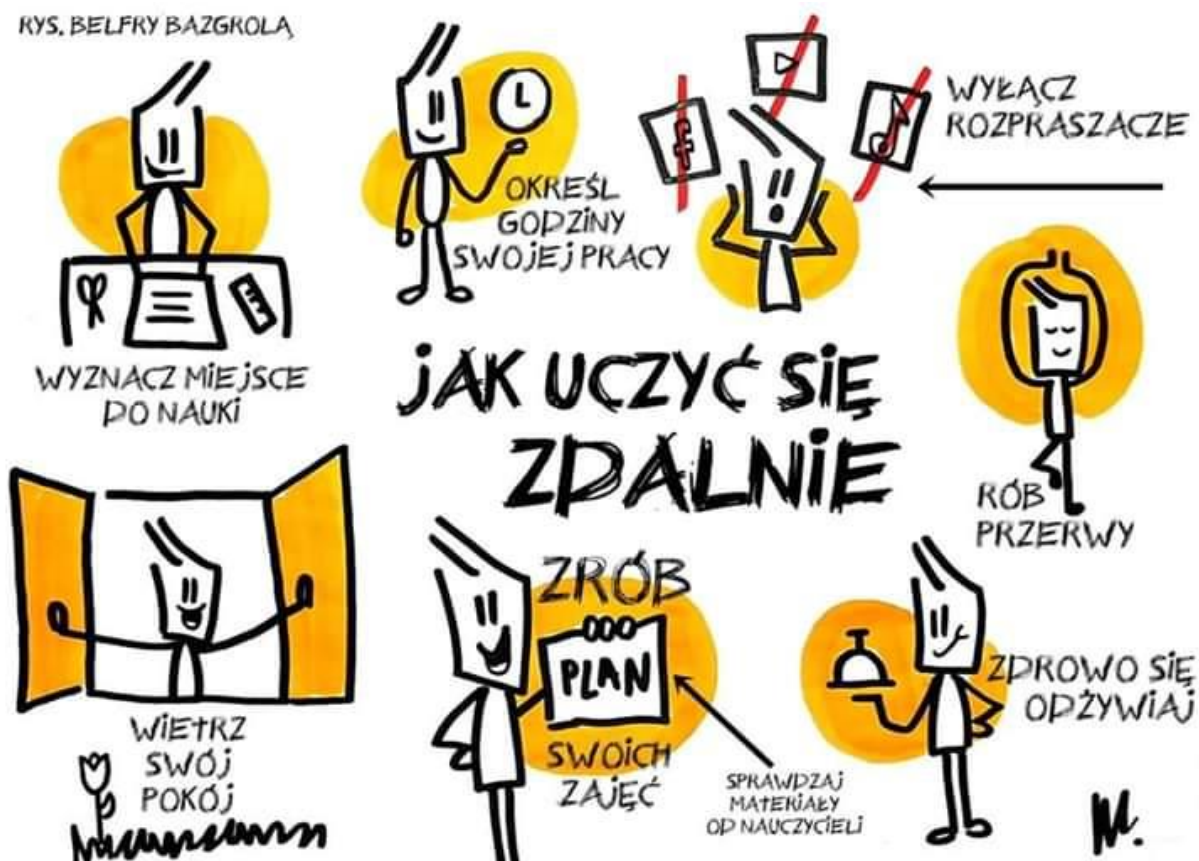 RYS. BELFRY BAZGROLĄ
WYZNACZ MIEJSCE
DO NAUKI
OKREŚL
GODZINY
SWOJEJ PRACY
f
WYŁĄCZ
ROZPRASZACZE
JAK UCZYĆ SIĘ
ZDALNIE
RÓB
PRZERWY
WIETRZ
SWÓJ
POKÓJ
ZRÓB
PLAN
SWOICH
ZAJĘĆ
SPRAWDZAJ
MATERIAŁY
OD NAUCZYCIELI
ZDROWO SIĘ
ODŻYWIAJ
M.